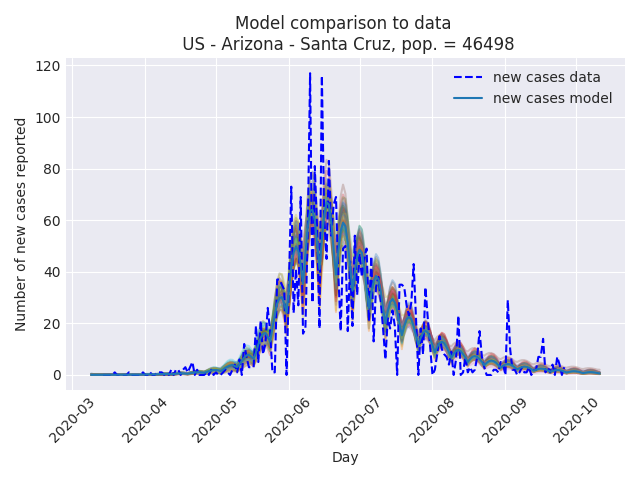 Model comparison to data
US - Arizona - Santa Cruz, pop. = 46498
120
100
80
60
40
20
0
Number of new cases reported
new cases data
new cases model
2020-03
2020-04
2020-05
2020-06
2020-07
2020-08
2020-09
2020-10
Day